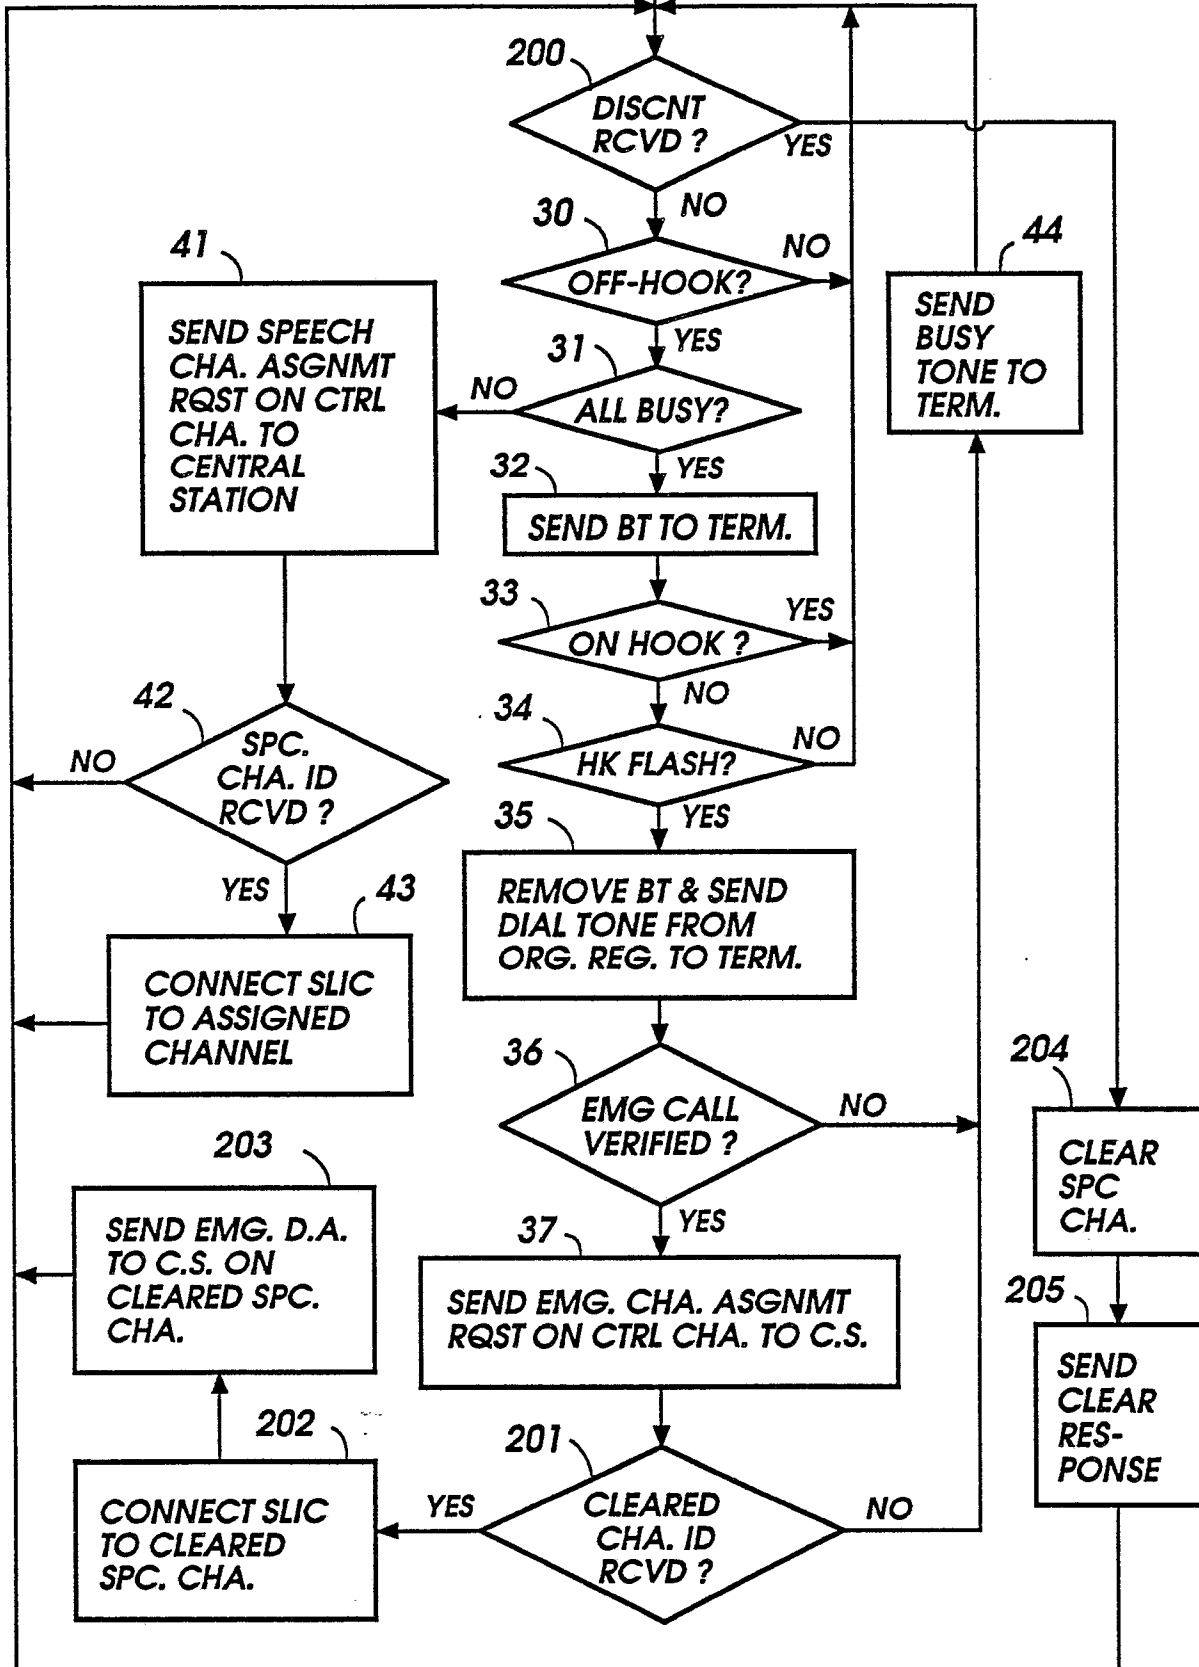 200
DISCNT
RCVD ?
YES
NO
30
OFF-HOOK?
NO
YES
44
SEND
BUSY
TONE TO
TERM.
41
SEND SPEECH
CHA. ASGNMT
RQST ON CTRL
CHA. TO
CENTRAL
STATION
31
ALL BUSY?
NO
YES
32
SEND BT TO TERM.
33
ON HOOK ?
YES
NO
42
SPC.
CHA. ID
RCVD ?
NO
YES
34
HK FLASH?
NO
YES
35
REMOVE BT & SEND
DIAL TONE FROM
ORG. REG. TO TERM.
43
CONNECT SLIC
TO ASSIGNED
CHANNEL
36
EMG CALL
VERIFIED ?
NO
YES
204
CLEAR
SPC
CHA.
203
SEND EMG. D.A.
TO C.S. ON
CLEARED SPC.
CHA.
37
SEND EMG. CHA. ASGNMT
RQST ON CTRL CHA. TO C.S.
205
SEND
CLEAR
RES-
PONSE
202
CONNECT SLIC
TO CLEARED
SPC. CHA.
201
CLEARED
CHA. ID
RCVD ?
YES
NO